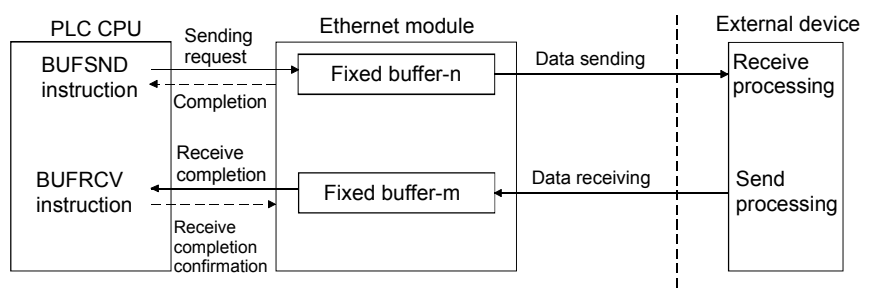 PLC CPU
Ethernet module
External device
Sending
request
BUFSND
instruction
Fixed buffer-n
Data sending
Receive
processing
Completion
Receive
completion
BUFRCV
instruction
Fixed buffer-m
Data receiving
Send
processing
Receive
completion
confirmation